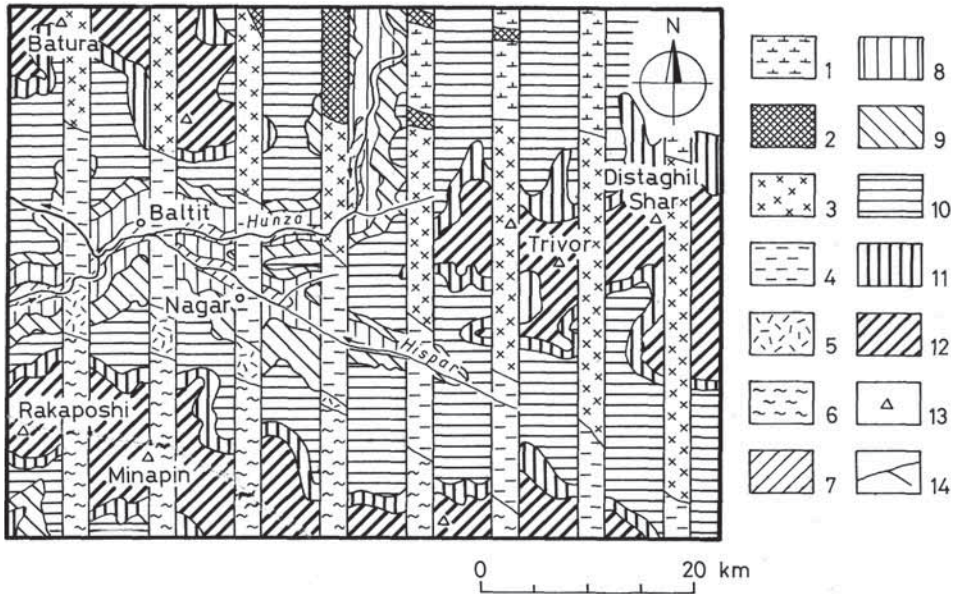 Batura
N
Distaghil
Shar
Baltit
Hunza
Trivor
Nagar
Hispar
Rakaposhi
Minapin
1
2
3
4
5
6
7
8
9
10
11
12
13
14
0 20 km